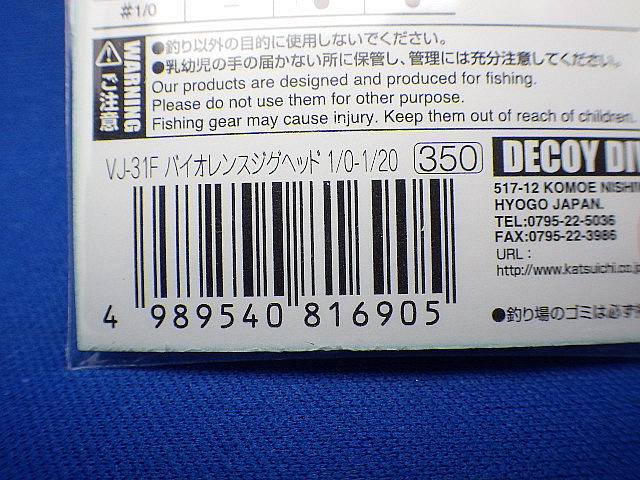 #1/0
ご注意
WARNING
●釣り以外の目的に使用しないでください。
●乳幼児の手の届かない所に保管し、管理には充分注意してください。
Our products are designed and produced for fishing.
Please do not use them for other purpose.
Fishing gear may cause injury. Keep them out of reach of children.
VJ-31F バイオレンスジグヘッド 1/0-1/20 350
4 989540 816905
DECOY
517-12 KOMOE
HYOGO JAPAN.
TEL:0795-22-5036
FAX:0795-22-3986
URL:
http://www.katsuichi.co.j
●釣り場のゴミは必ず